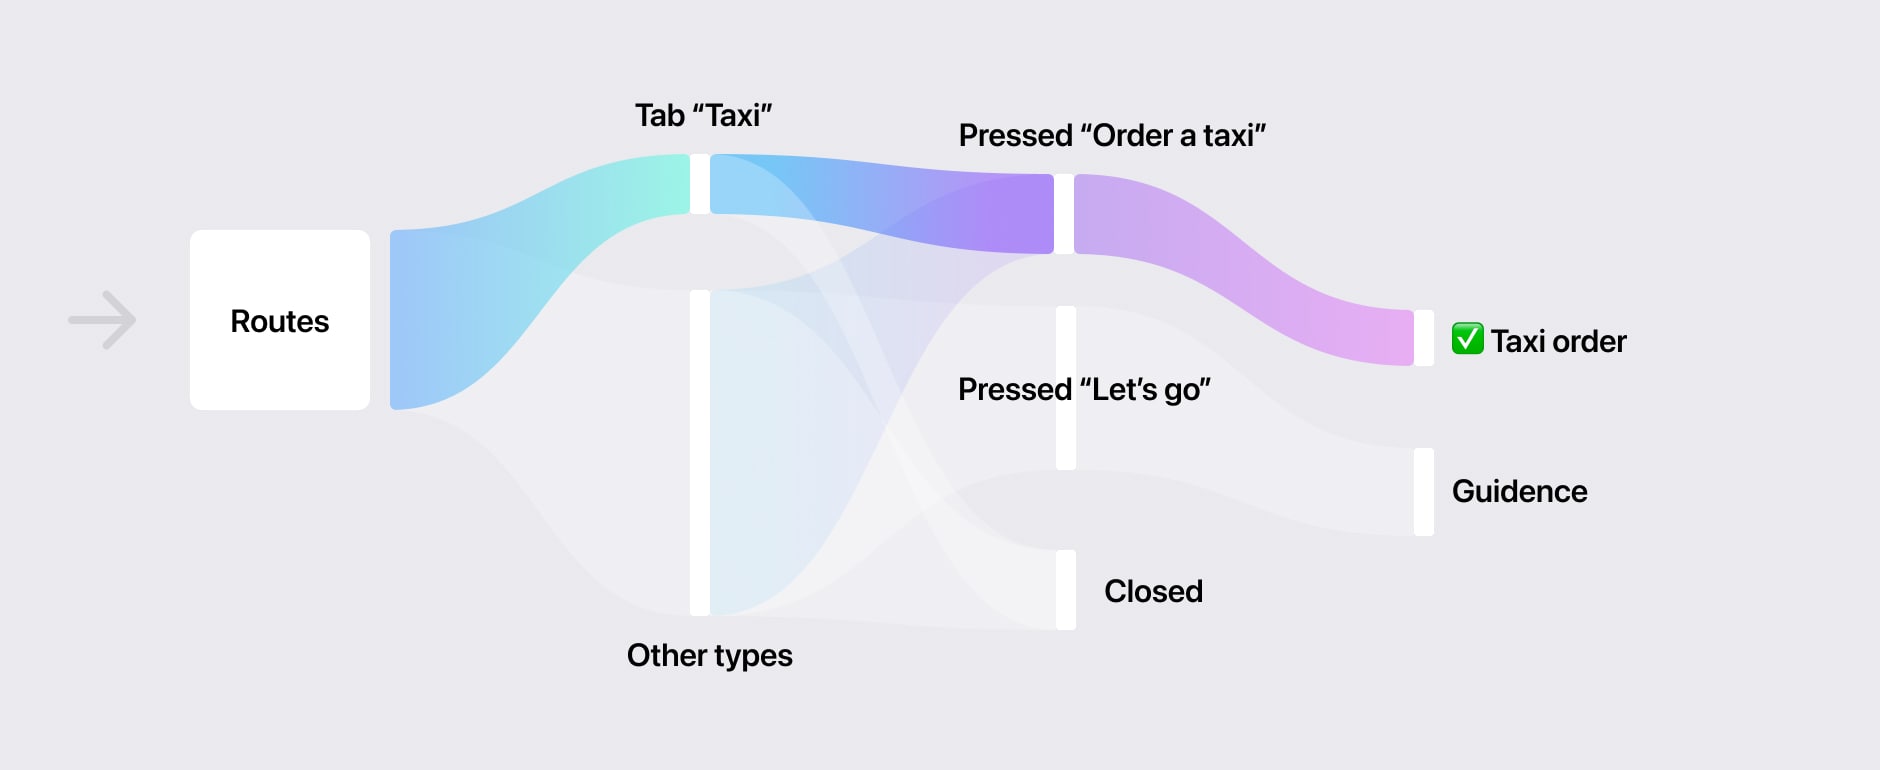 Tab “Taxi”
Pressed “Order a taxi”
Routes
✅ Taxi order
Pressed “Let’s go”
Guidence
Closed
Other types